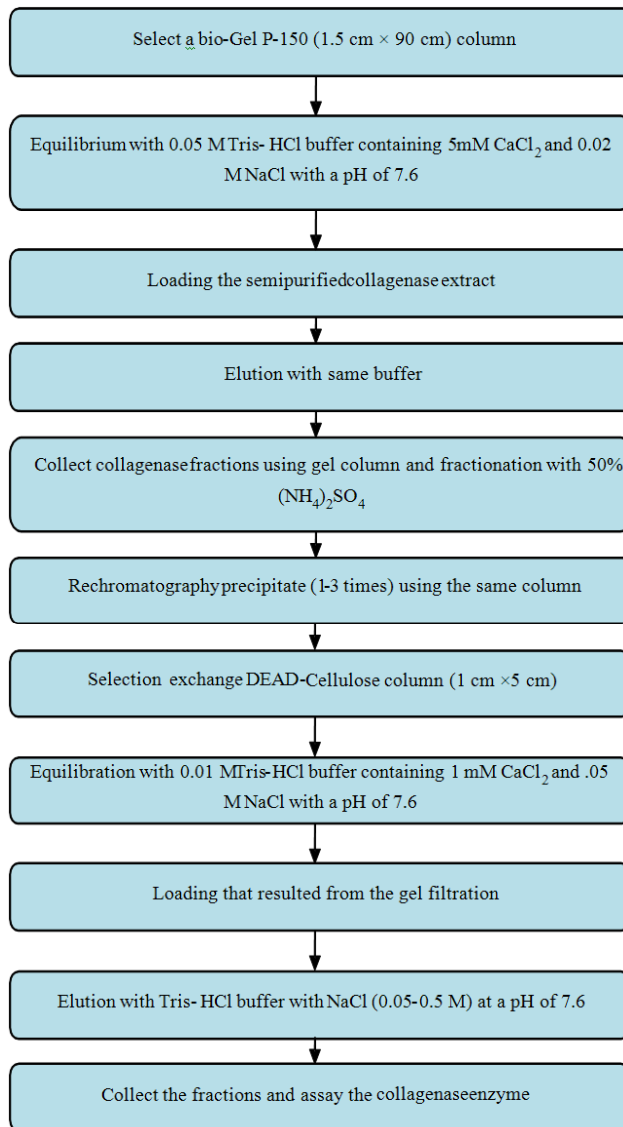 Select a bio-Gel P-150 (1.5 cm × 90 cm) column
Equilibrium with 0.05 M Tris- HCl buffer containing 5mM CaCl₂ and 0.02
M NaCl with a pH of 7.6
Loading the semipurifiedcollagenase extract
Elution with same buffer
Collect collagenase fractions using gel column and fractionation with 50%
(NH₄)₂SO₄
Rechromatography precipitate (1-3 times) using the same column
Selection exchange DEAD-Cellulose column (1 cm ×5 cm)
Equilibration with 0.01 MTris-HCl buffer containing 1 mM CaCl₂ and .05
M NaCl with a pH of 7.6
Loading that resulted from the gel filtration
Elution with Tris- HCl buffer with NaCl (0.05-0.5 M) at a pH of 7.6
Collect the fractions and assay the collagenaseenzyme